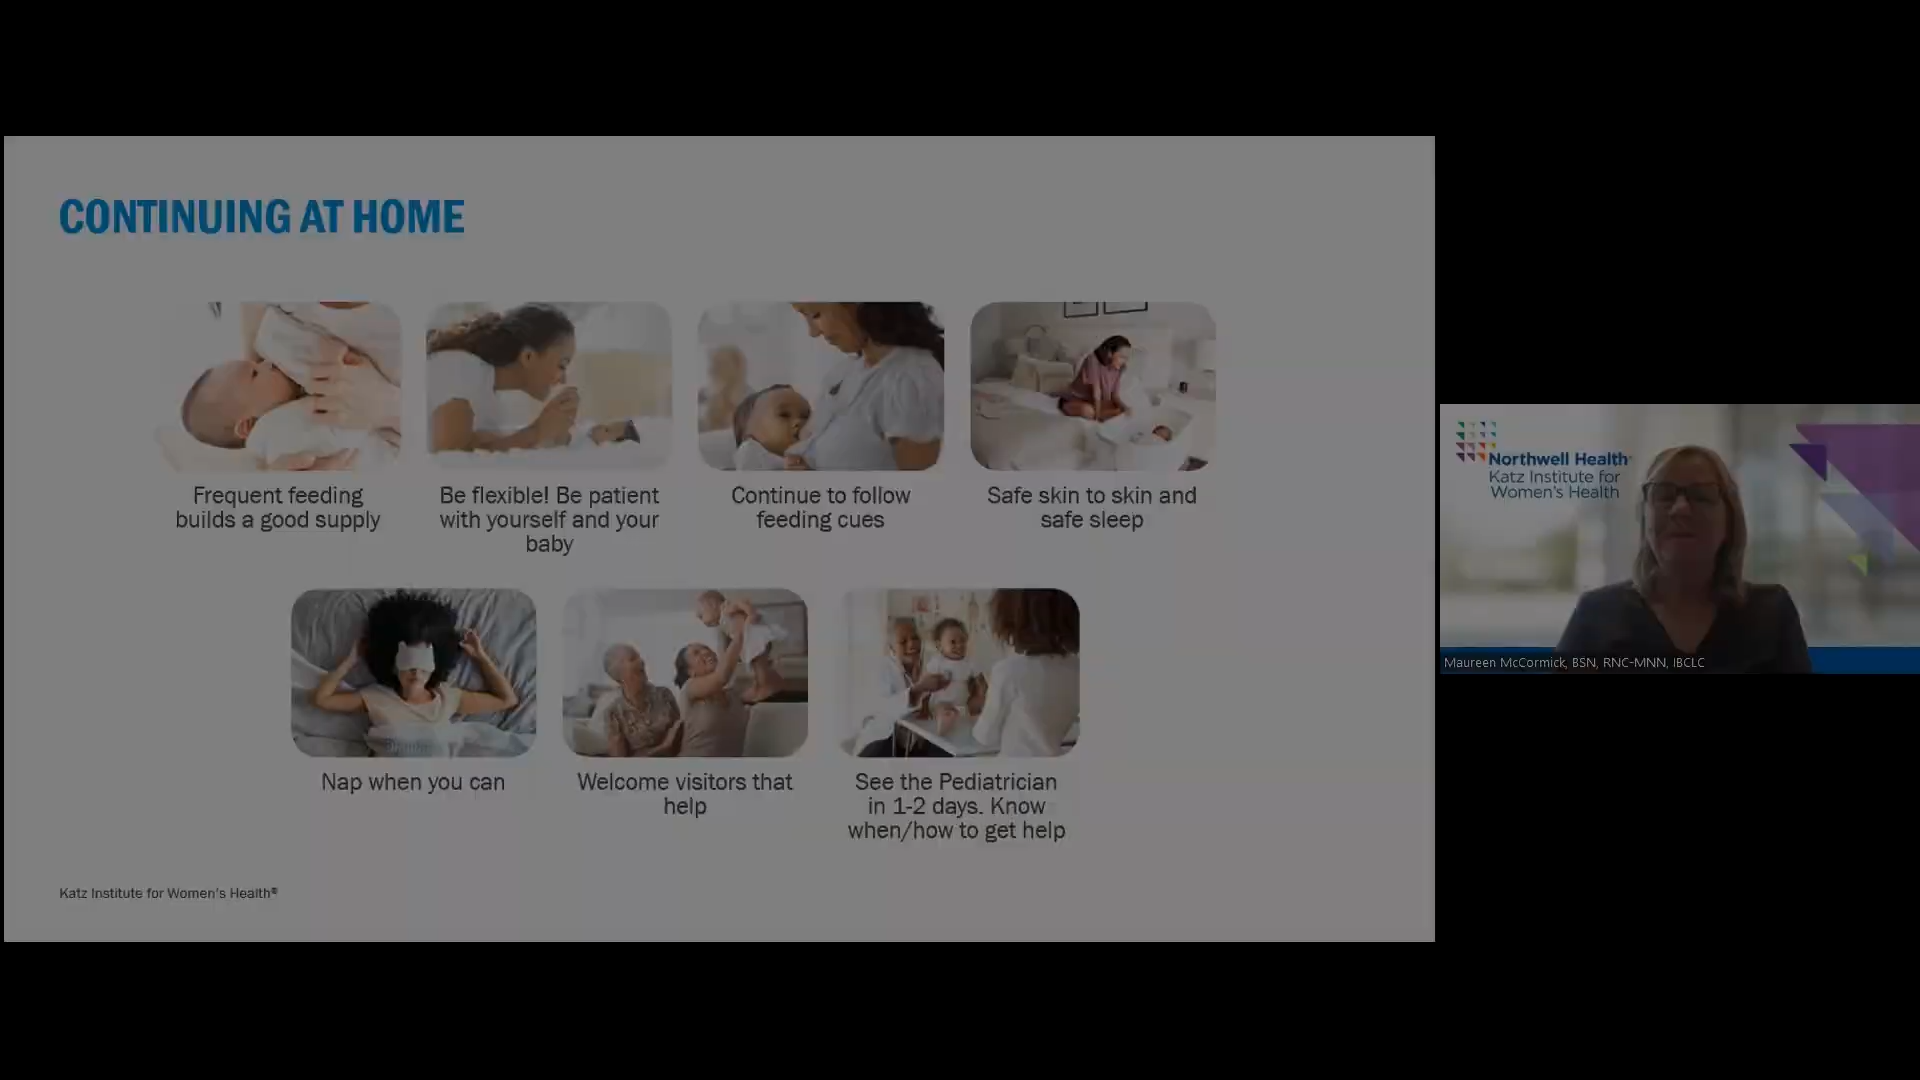 CONTINUING AT HOME
Frequent feeding
builds a good supply
Be flexible! Be patient
with yourself and your
baby
Continue to follow
feeding cues
Safe skin to skin and
safe sleep
Nap when you can
Welcome visitors that
help
See the Pediatrician
in 1-2 days. Know
when/how to get help
Katz Institute for Women's Health®
Northwell Health®
Katz Institute for
Women's Health
Maureen McCormick, BSN, RNC-MNN, IBCLC